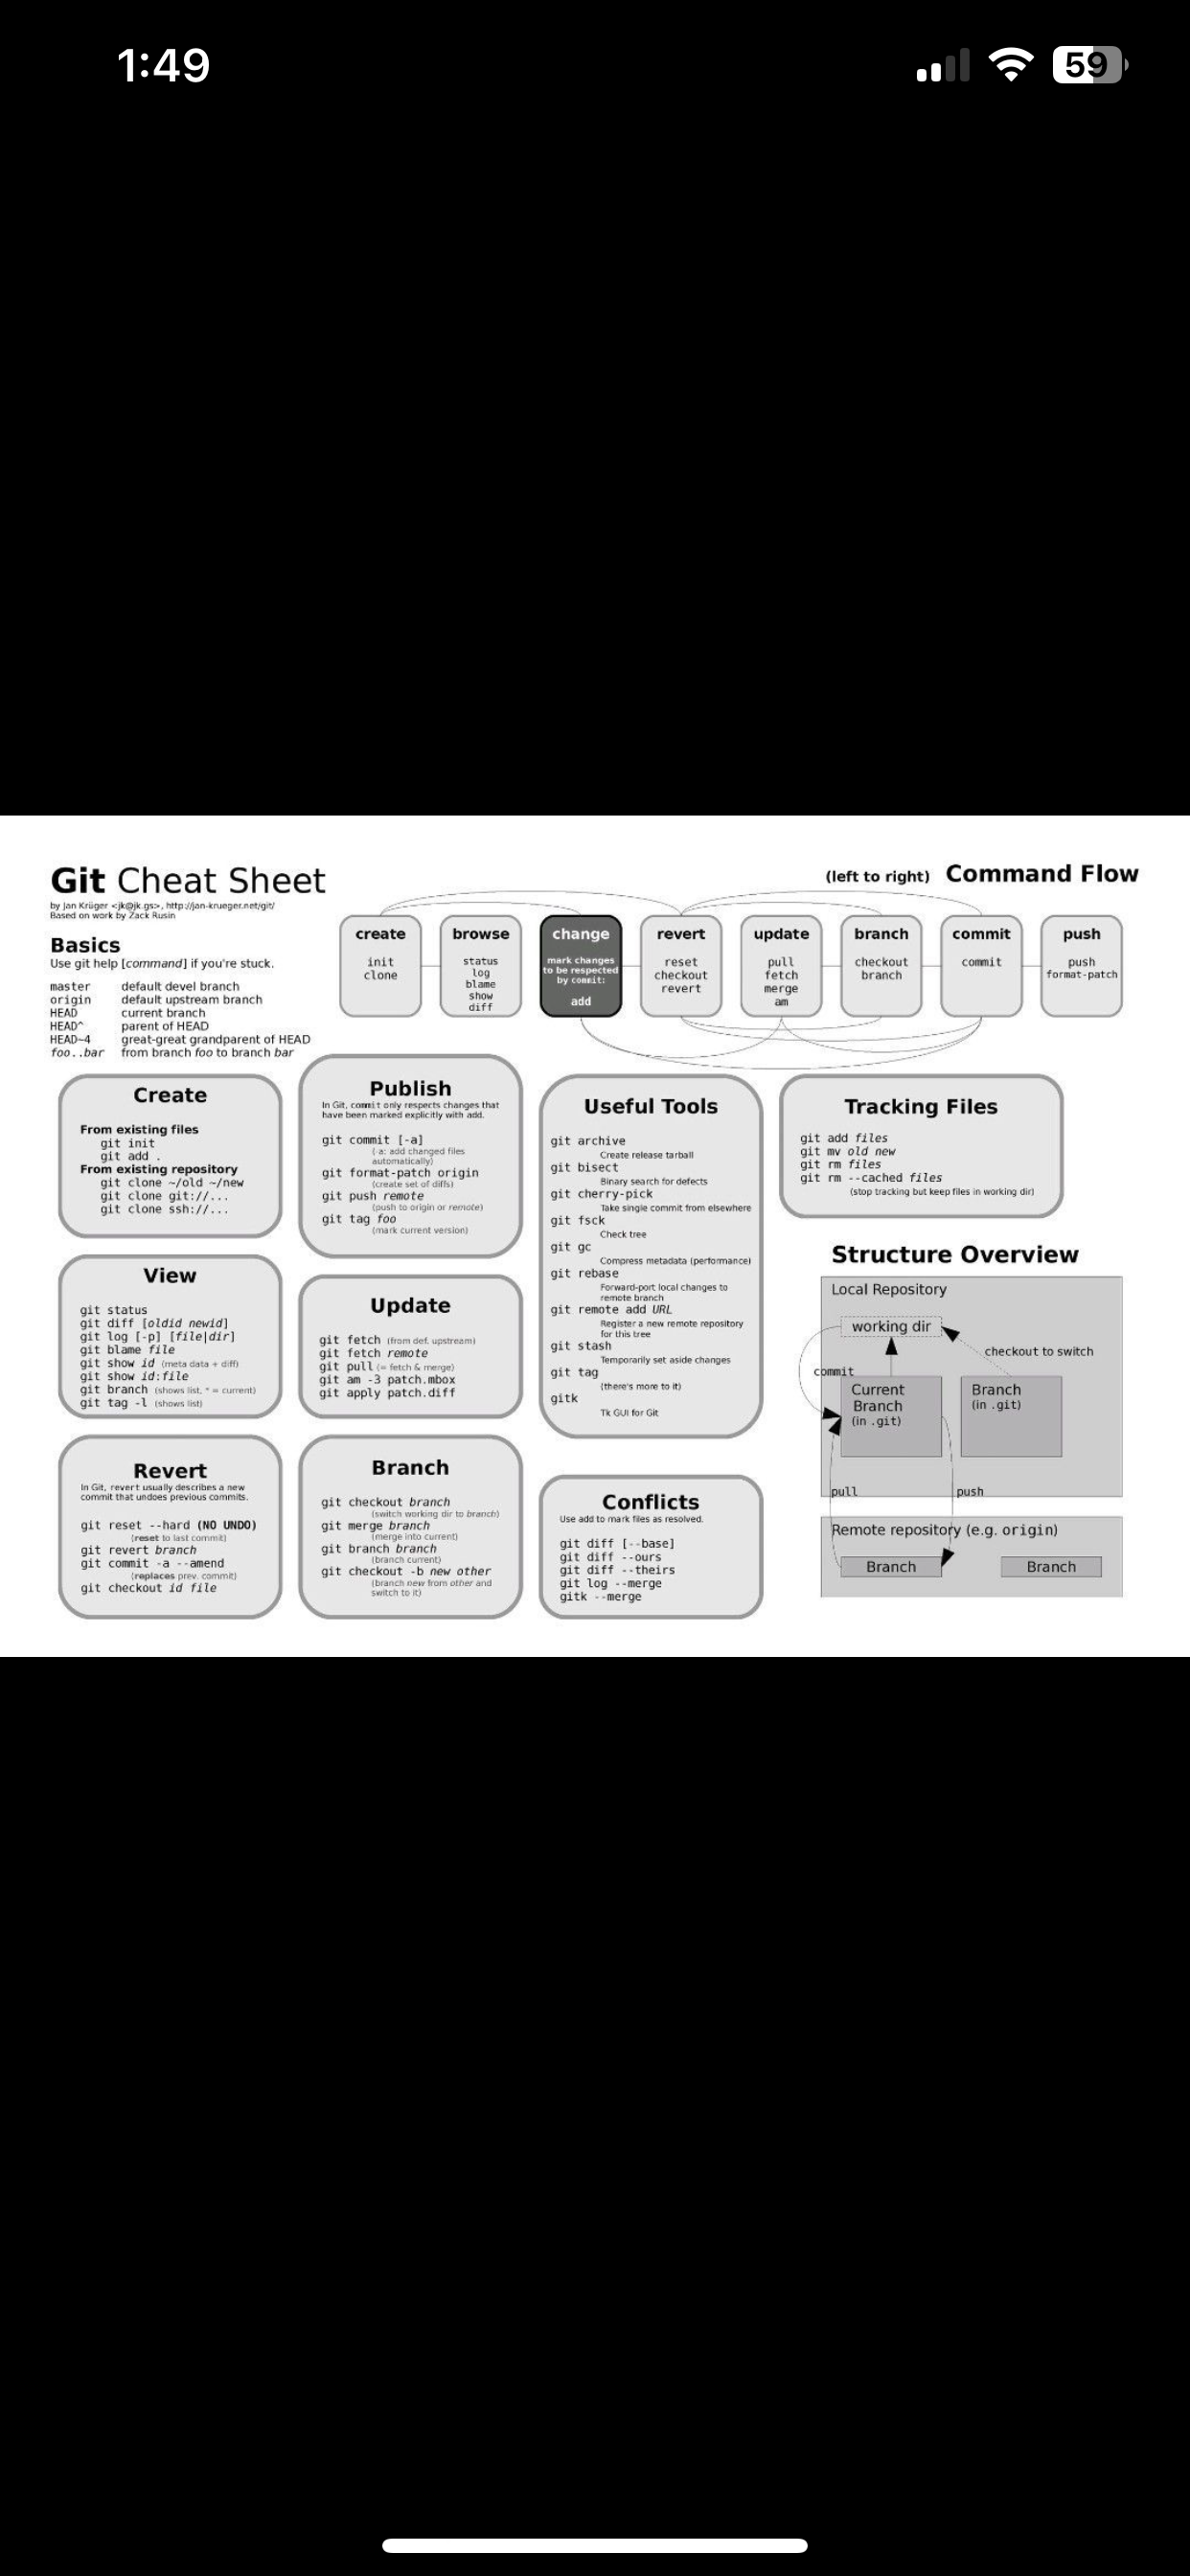 1:49
59
Git Cheat Sheet
by Jan Krüger <jk@jk.gs>, http://jan-krueger.net/git/
Based on work by Zack Rusin
Basics
Use git help [command] if you're stuck.
master default devel branch
origin default upstream branch
HEAD current branch
HEAD^ parent of HEAD
HEAD~4 great-great grandparent of HEAD
foo..bar from branch foo to branch bar
(left to right) Command Flow
create
init
clone
browse
status
log
blame
show
diff
change
mark changes
to be respected
by commit:
add
revert
reset
checkout
revert
update
pull
fetch
merge
am
branch
checkout
branch
commit
commit
push
push
format-patch
Create
From existing files
git init
git add .
From existing repository
git clone ~/old ~/new
git clone git://...
git clone ssh://...
View
git status
git diff [oldid newid]
git log [-p] [file|dir]
git blame file
git show id (meta data + diff)
git show id:file
git branch (shows list, * = current)
git tag -l (shows list)
Revert
In Git, revert usually describes a new
commit that undoes previous commits.
git reset --hard (NO UNDO)
(reset to last commit)
git revert branch
git commit -a --amend
(replaces prev. commit)
git checkout id file
Publish
In Git, commit only respects changes that
have been marked explicitly with add.
git commit [-a]
(-a: add changed files
automatically)
git format-patch origin
(create set of diffs)
git push remote
(push to origin or remote)
git tag foo
(mark current version)
Update
git fetch (from def. upstream)
git fetch remote
git pull (= fetch & merge)
git am -3 patch.mbox
git apply patch.diff
Branch
git checkout branch
(switch working dir to branch)
git merge branch
(merge into current)
git branch branch
(branch current)
git checkout -b new other
(branch new from other and
switch to it)
Useful Tools
git archive
Create release tarball
git bisect
Binary search for defects
git cherry-pick
Take single commit from elsewhere
git fsck
Check tree
git gc
Compress metadata (performance)
git rebase
Forward-port local changes to
remote branch
git remote add URL
Register a new remote repository
for this tree
git stash
Temporarily set aside changes
git tag
(there's more to it)
gitk
Tk GUI for Git
Conflicts
Use add to mark files as resolved.
git diff [--base]
git diff --ours
git diff --theirs
git log --merge
gitk --merge
Tracking Files
git add files
git mv old new
git rm files
git rm --cached files
(stop tracking but keep files in working dir)
Structure Overview
Local Repository
working dir
checkout to switch
commit
Current
Branch
(in .git)
Branch
(in .git)
pull
push
Remote repository (e.g. origin)
Branch
Branch